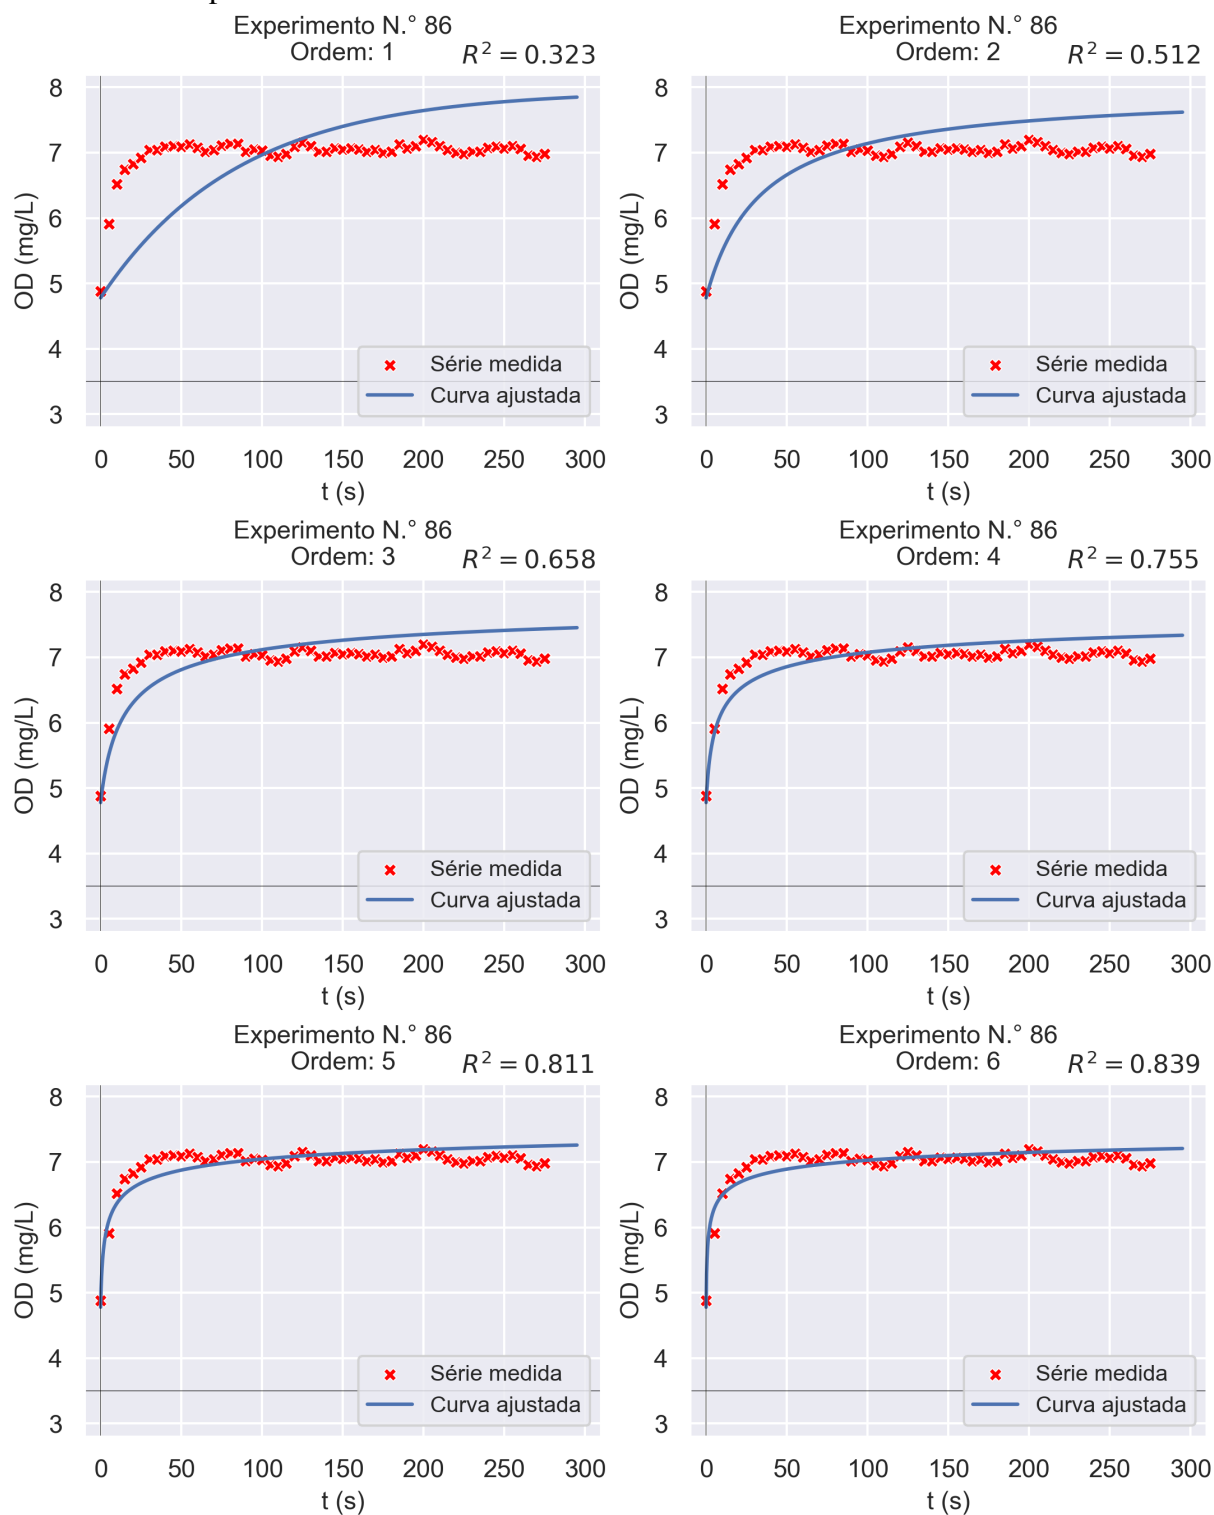 Experimento N.° 86
Ordem: 1 R² = 0.323
8
7
6
5
4
3
OD (mg/L)
Série medida
Curva ajustada
0 50 100 150 200 250 300
t (s)
Experimento N.° 86
Ordem: 2 R² = 0.512
8
7
6
5
4
3
OD (mg/L)
Série medida
Curva ajustada
0 50 100 150 200 250 300
t (s)
Experimento N.° 86
Ordem: 3 R² = 0.658
8
7
6
5
4
3
OD (mg/L)
Série medida
Curva ajustada
0 50 100 150 200 250 300
t (s)
Experimento N.° 86
Ordem: 4 R² = 0.755
8
7
6
5
4
3
OD (mg/L)
Série medida
Curva ajustada
0 50 100 150 200 250 300
t (s)
Experimento N.° 86
Ordem: 5 R² = 0.811
8
7
6
5
4
3
OD (mg/L)
Série medida
Curva ajustada
0 50 100 150 200 250 300
t (s)
Experimento N.° 86
Ordem: 6 R² = 0.839
8
7
6
5
4
3
OD (mg/L)
Série medida
Curva ajustada
0 50 100 150 200 250 300
t (s)